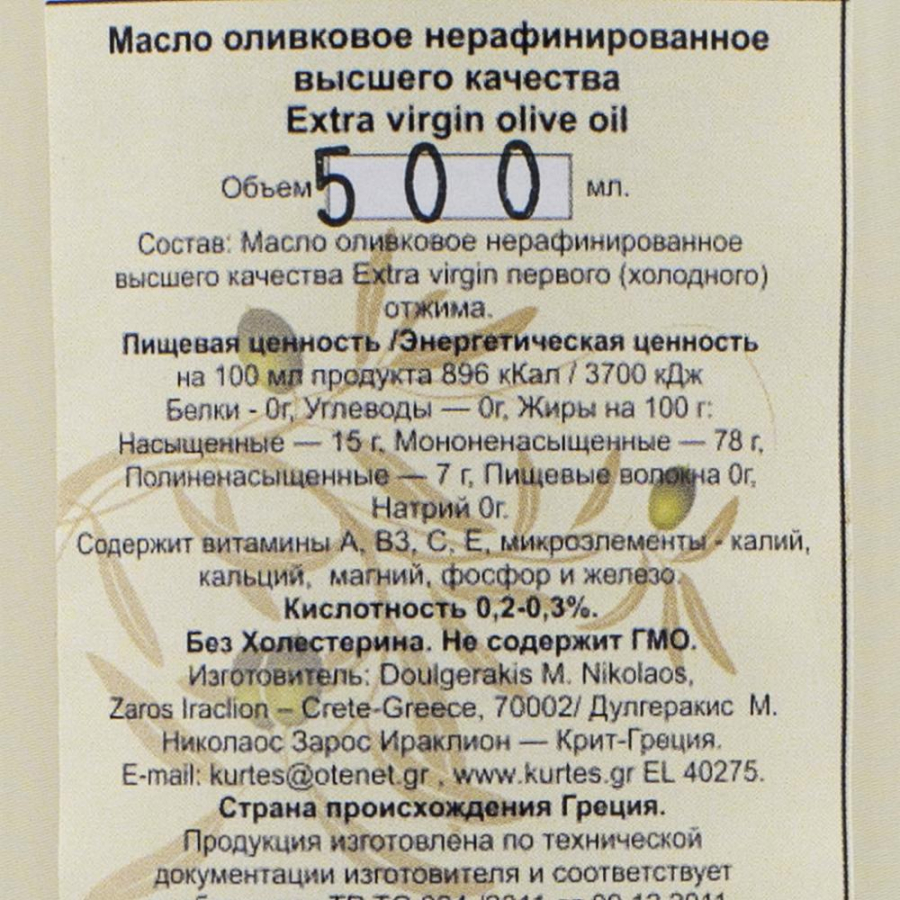 Масло оливковое нерафинированное
высшего качества
Extra virgin olive oil
Объем 500 мл.
Состав: Масло оливковое нерафинированное
высшего качества Extra virgin первого (холодного)
отжима.
Пищевая ценность /Энергетическая ценность
на 100 мл продукта 896 кКал / 3700 кДж
Белки - 0г, Углеводы — 0г, Жиры на 100 г:
Насыщенные — 15 г, Мононенасыщенные — 78 г,
Полиненасыщенные — 7 г, Пищевые волокна 0г,
Натрий 0г.
Содержит витамины А, В3, С, Е, микроэлементы - калий,
кальций, магний, фосфор и железо.
Кислотность 0,2-0,3%.
Без Холестерина. Не содержит ГМО.
Изготовитель: Doulgerakis M. Nikolaos,
Zaros Iraclion – Crete-Greece, 70002/ Дулгеракис М.
Николаос Зарос Ираклион — Крит-Греция.
E-mail: kurtes@otenet.gr , www.kurtes.gr EL 40275.
Страна происхождения Греция.
Продукция изготовлена по технической
документации изготовителя и соответствует